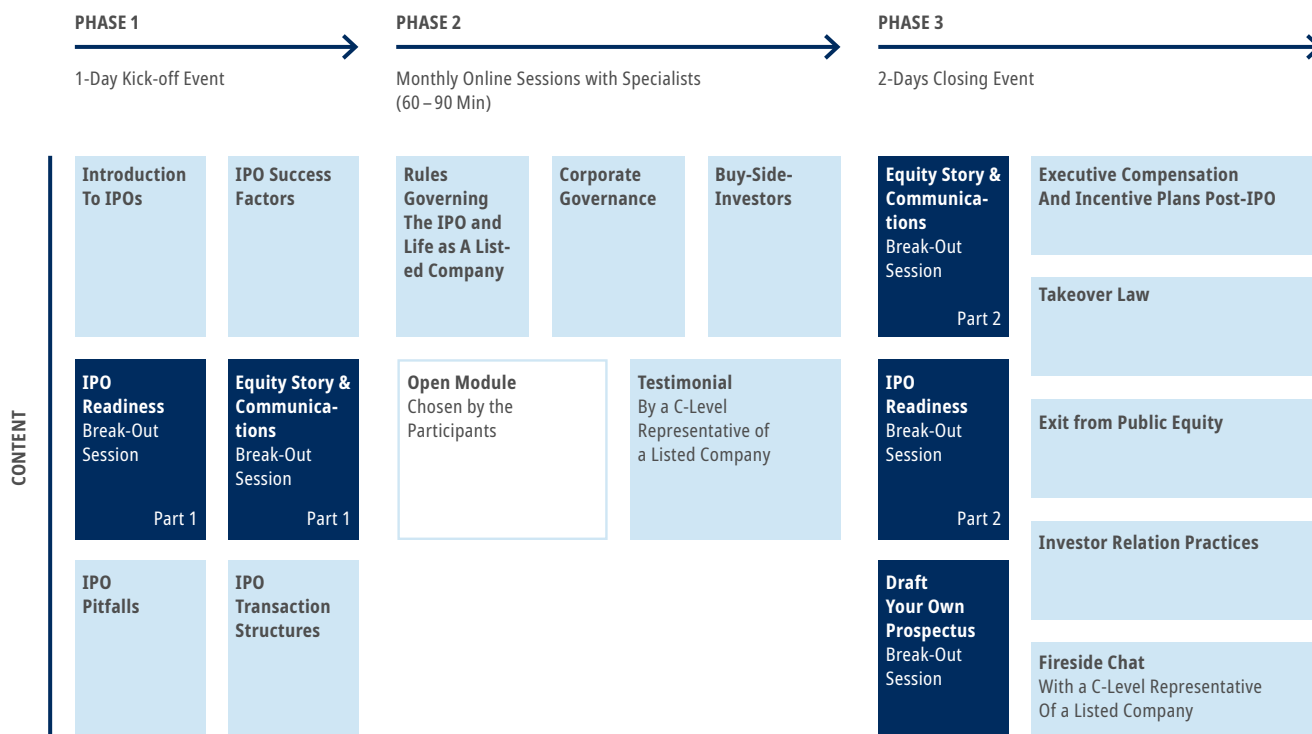 PHASE 1
1-Day Kick-off Event
PHASE 2
Monthly Online Sessions with Specialists
(60 – 90 Min)
PHASE 3
2-Days Closing Event
CONTENT
Introduction
To IPOs
IPO Success
Factors
IPO
Readiness
Break-Out
Session
Part 1
Equity Story &
Communica-
tions
Break-Out
Session
Part 1
IPO
Pitfalls
IPO
Transaction
Structures
Rules
Governing
The IPO and
Life as A List-
ed Company
Corporate
Governance
Buy-Side-
Investors
Open Module
Chosen by the
Participants
Testimonial
By a C-Level
Representative of
a Listed Company
Equity Story &
Communica-
tions
Break-Out
Session
Part 2
IPO
Readiness
Break-Out
Session
Part 2
Draft
Your Own
Prospectus
Break-Out
Session
Executive Compensation
And Incentive Plans Post-IPO
Takeover Law
Exit from Public Equity
Investor Relation Practices
Fireside Chat
With a C-Level Representative
Of a Listed Company